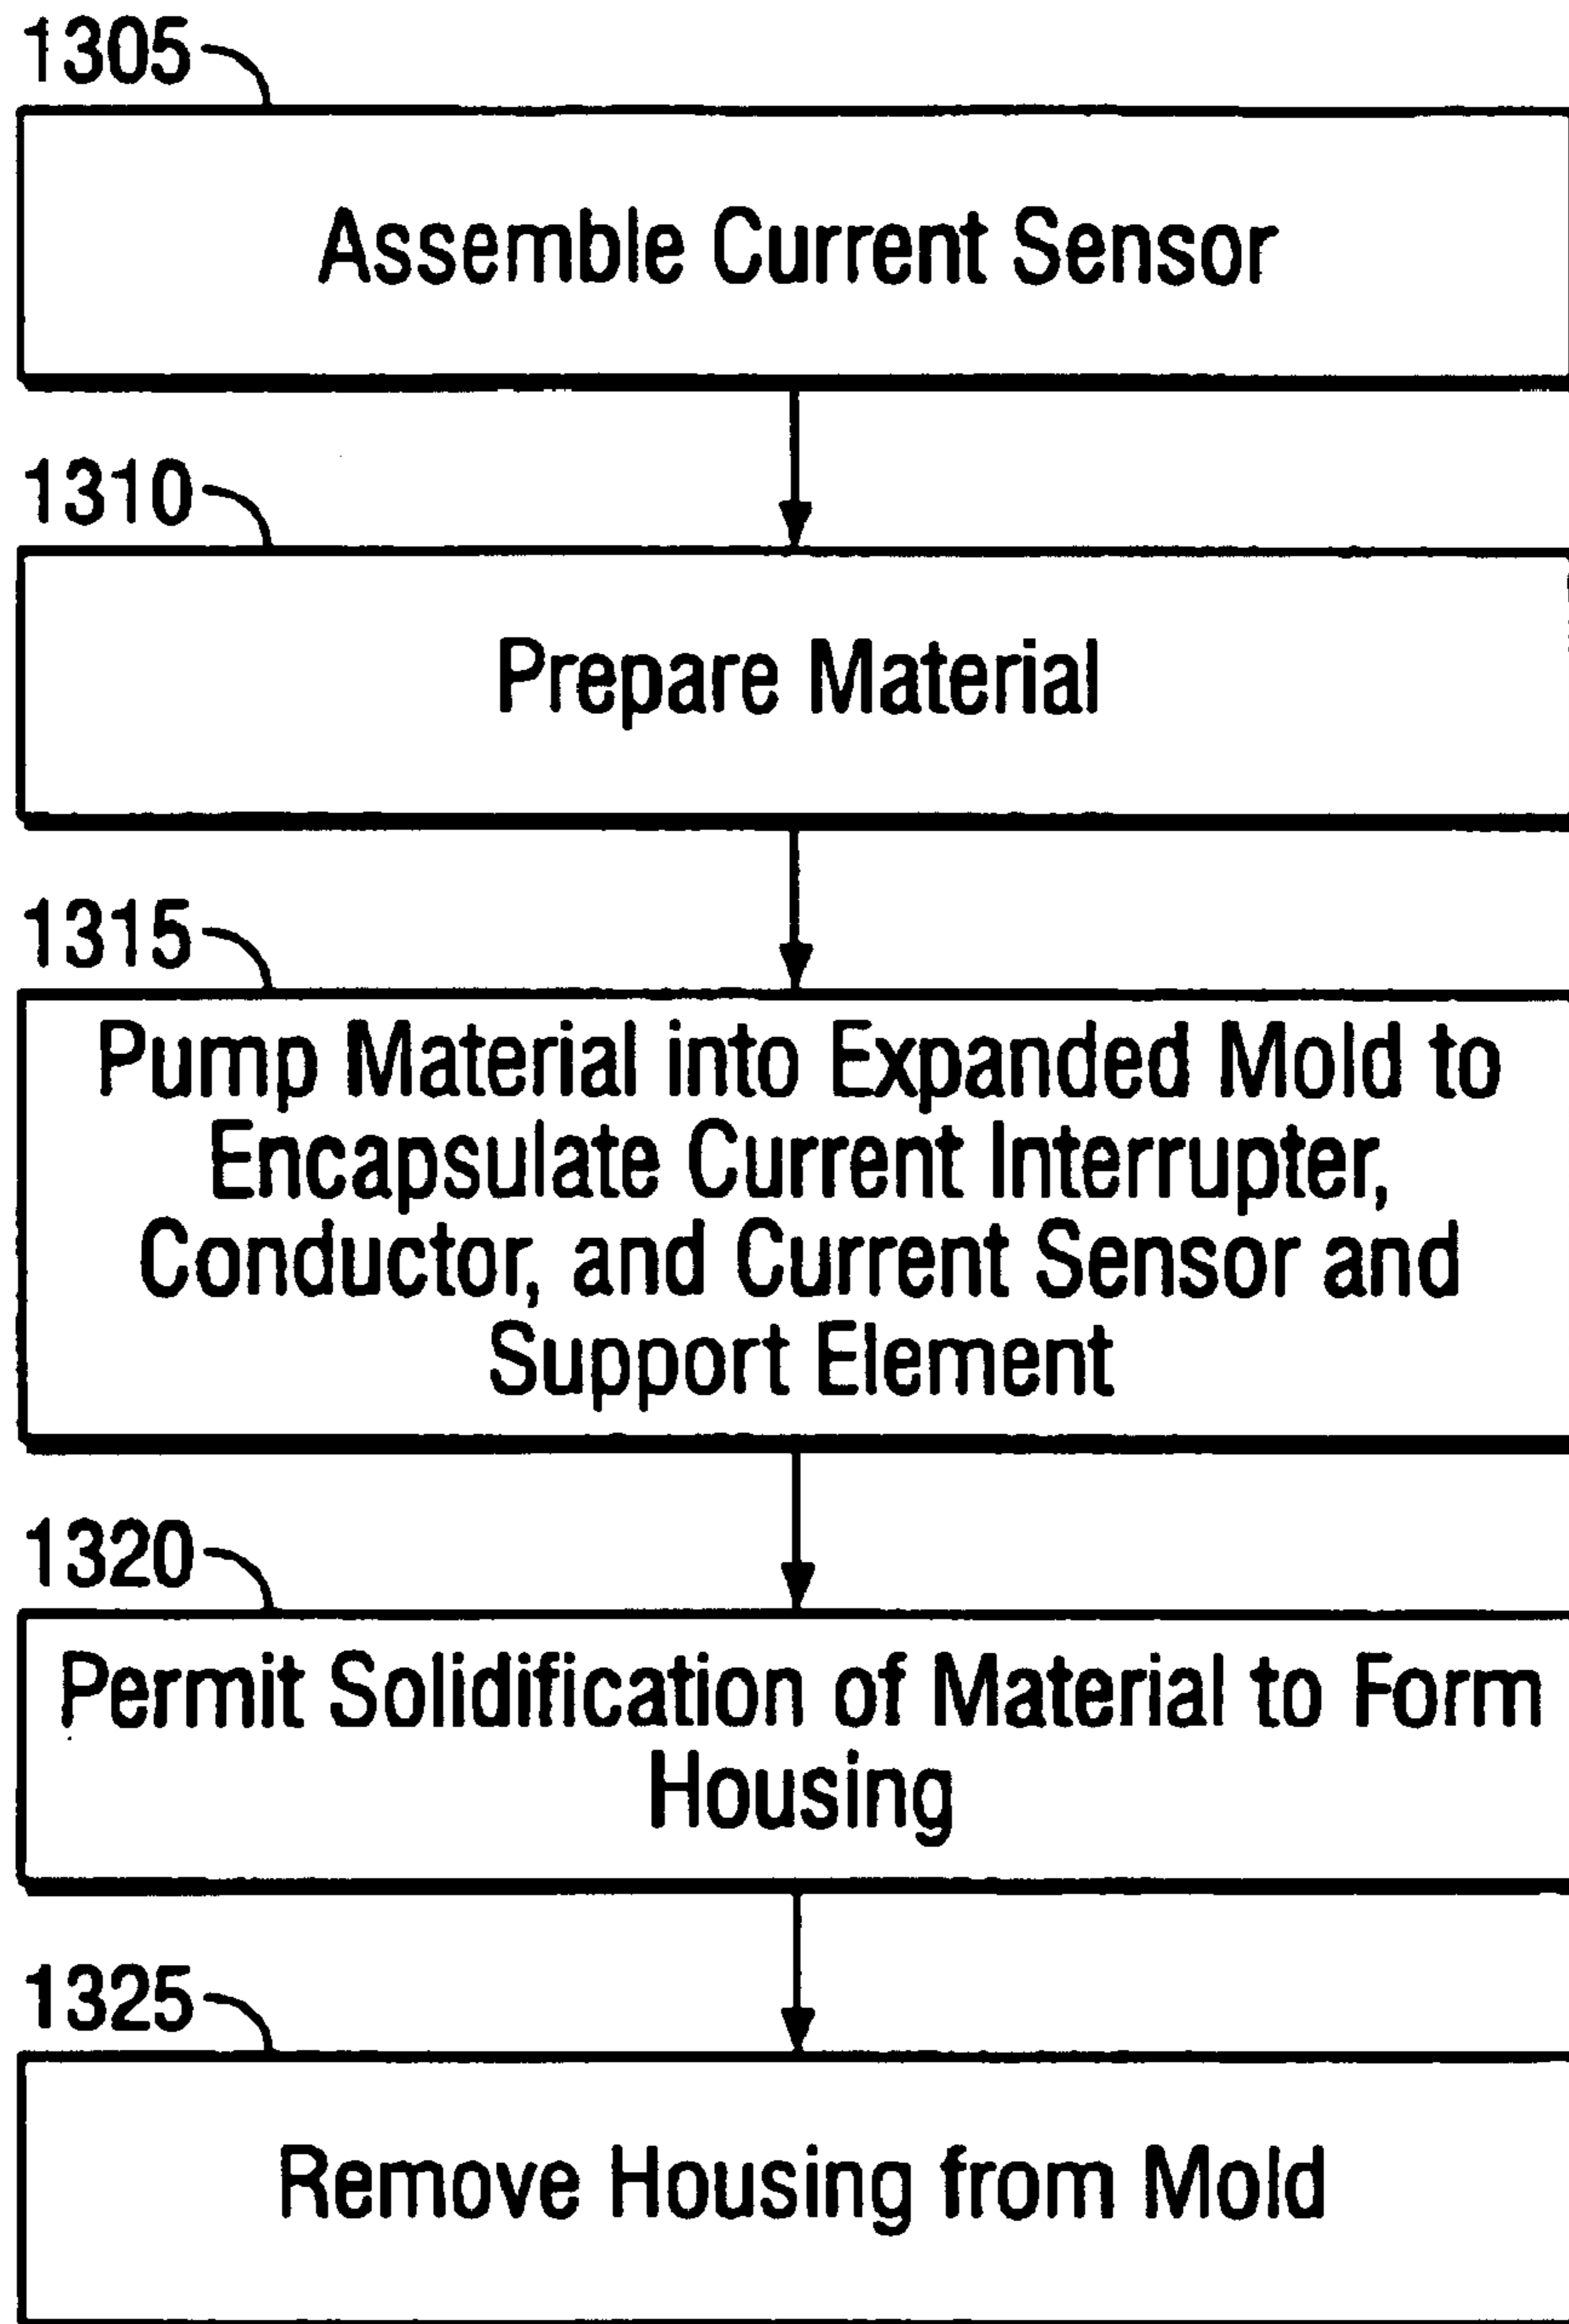 1305
Assemble Current Sensor
1310
Prepare Material
1315
Pump Material into Expanded Mold to
Encapsulate Current Interrupter,
Conductor, and Current Sensor and
Support Element
1320
Permit Solidification of Material to Form
Housing
1325
Remove Housing from Mold